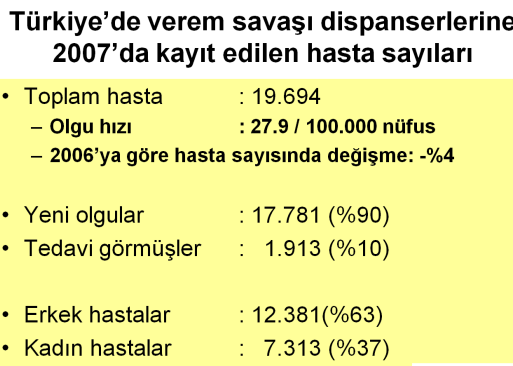 Türkiye’de verem savaşı dispanserlerine
2007’da kayıt edilen hasta sayıları
• Toplam hasta : 19.694
– Olgu hızı : 27.9 / 100.000 nüfus
– 2006’ya göre hasta sayısında değişme: -%4
• Yeni olgular : 17.781 (%90)
• Tedavi görmüşler : 1.913 (%10)
• Erkek hastalar : 12.381(%63)
• Kadın hastalar : 7.313 (%37)